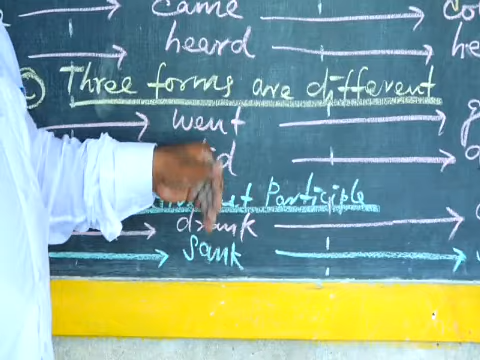 came
heard
Three forms are different
went
Participle
drank
sank